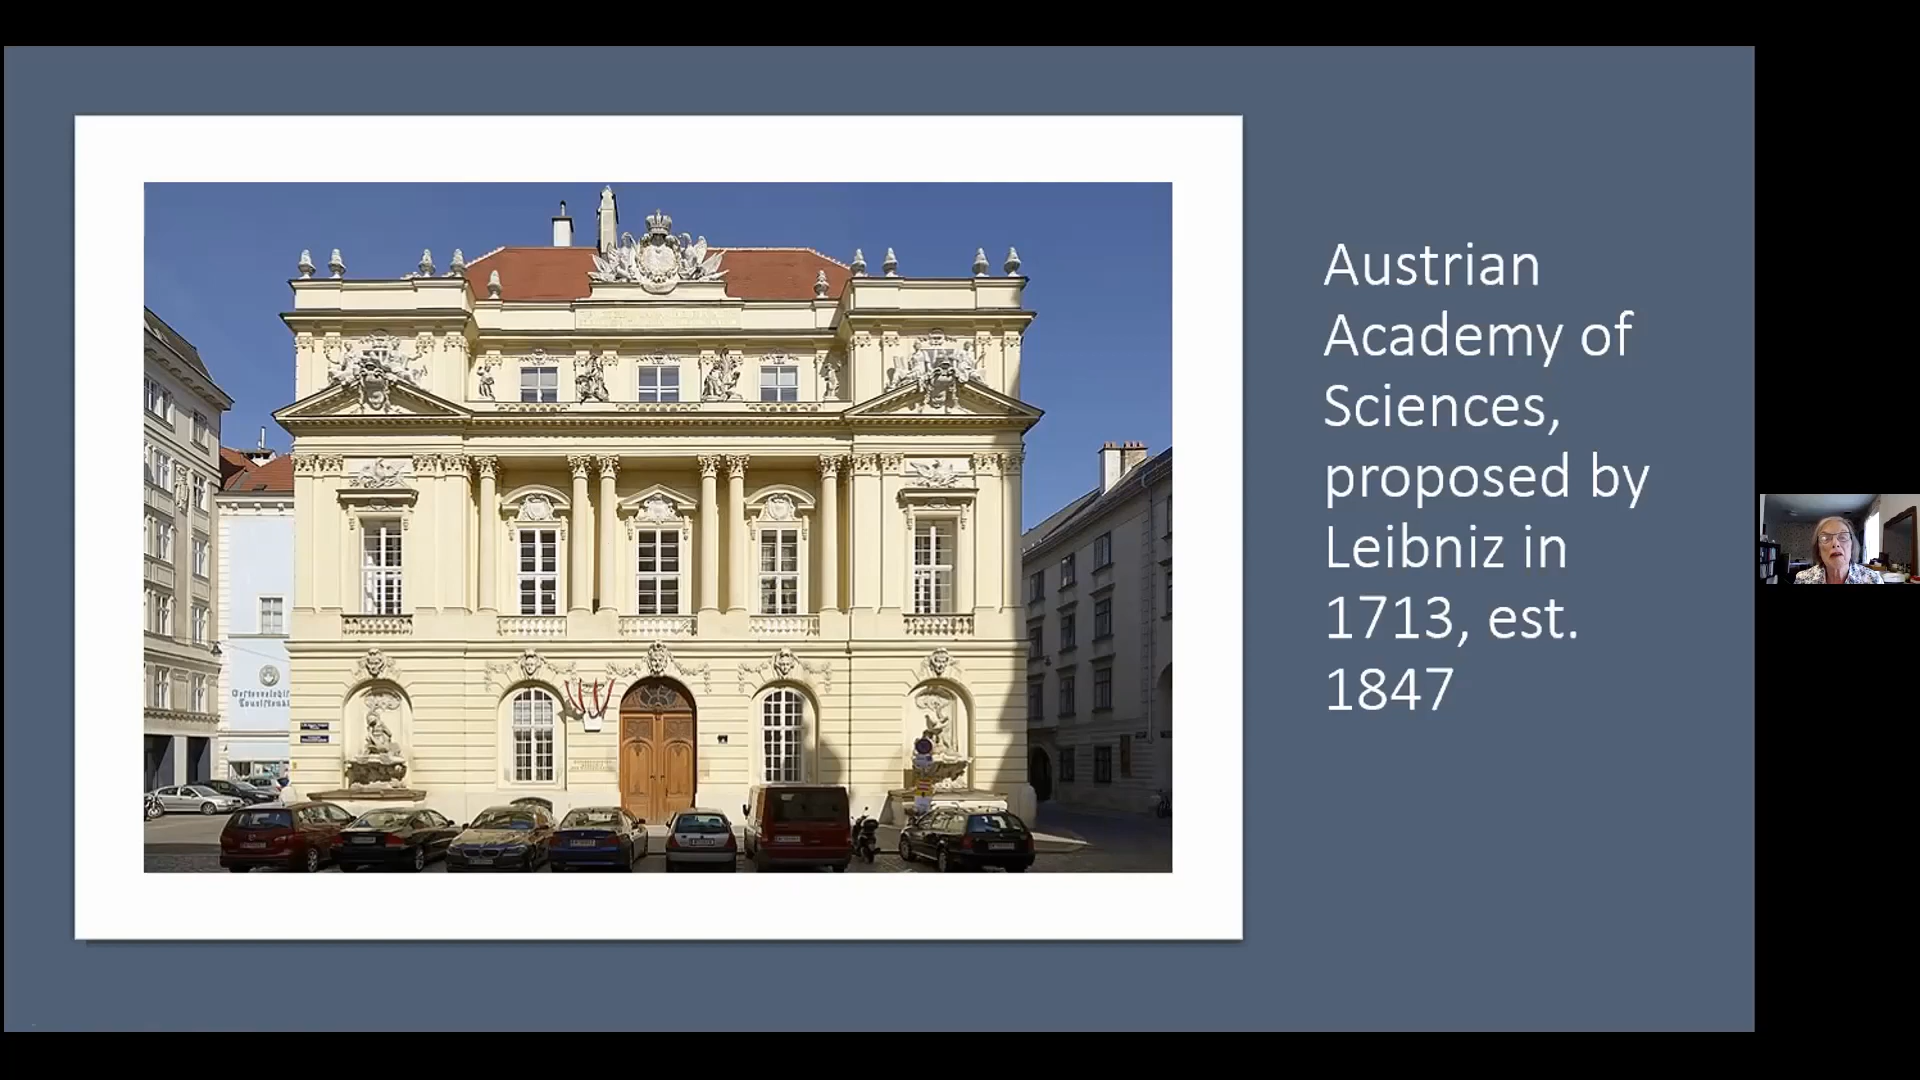 Austrian
Academy of
Sciences,
proposed by
Leibniz in
1713, est.
1847